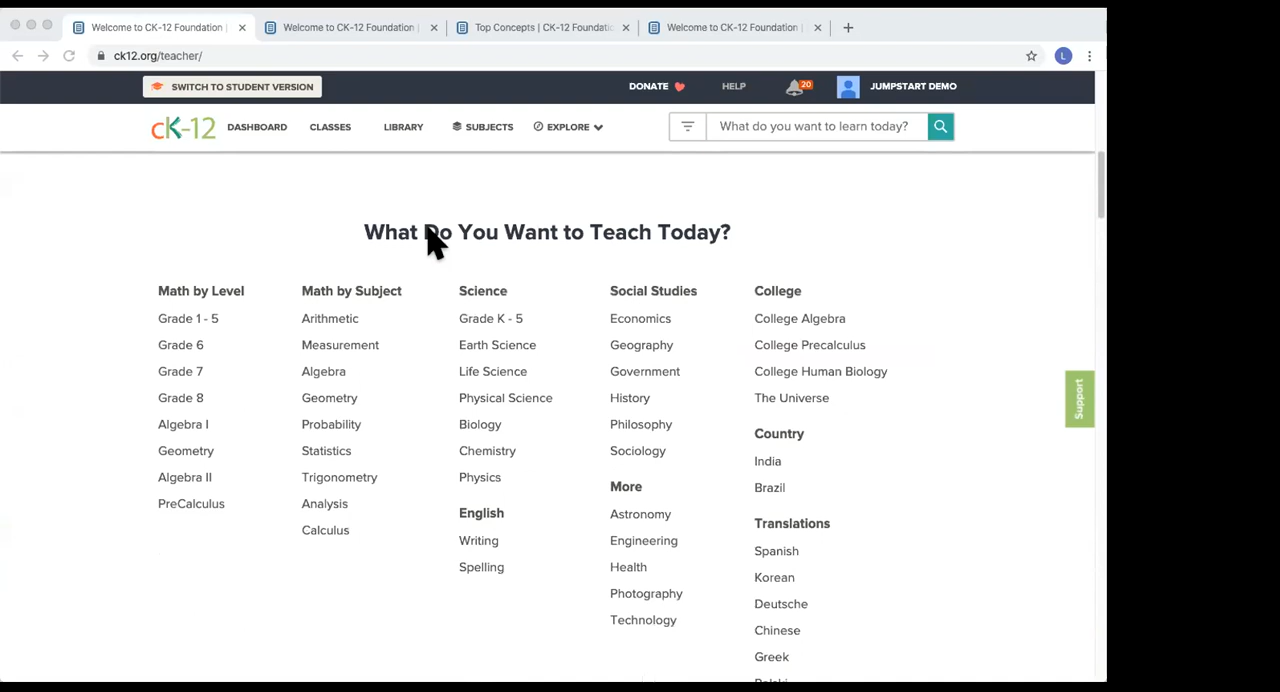 Welcome to CK-12 Foundation | Welcome to CK-12 Foundation | Top Concepts | CK-12 Foundatic Welcome to CK-12 Foundation |
ck12.org/teacher/ L
SWITCH TO STUDENT VERSION DONATE HELP 20 JUMPSTART DEMO
cK-12 DASHBOARD CLASSES LIBRARY SUBJECTS EXPLORE What do you want to learn today?
What Do You Want to Teach Today?
Math by Level
Grade 1 - 5
Grade 6
Grade 7
Grade 8
Algebra I
Geometry
Algebra II
PreCalculus
Math by Subject
Arithmetic
Measurement
Algebra
Geometry
Probability
Statistics
Trigonometry
Analysis
Calculus
Science
Grade K - 5
Earth Science
Life Science
Physical Science
Biology
Chemistry
Physics
English
Writing
Spelling
Social Studies
Economics
Geography
Government
History
Philosophy
Sociology
More
Astronomy
Engineering
Health
Photography
Technology
College
College Algebra
College Precalculus
College Human Biology
The Universe
Country
India
Brazil
Translations
Spanish
Korean
Deutsche
Chinese
Greek
Support